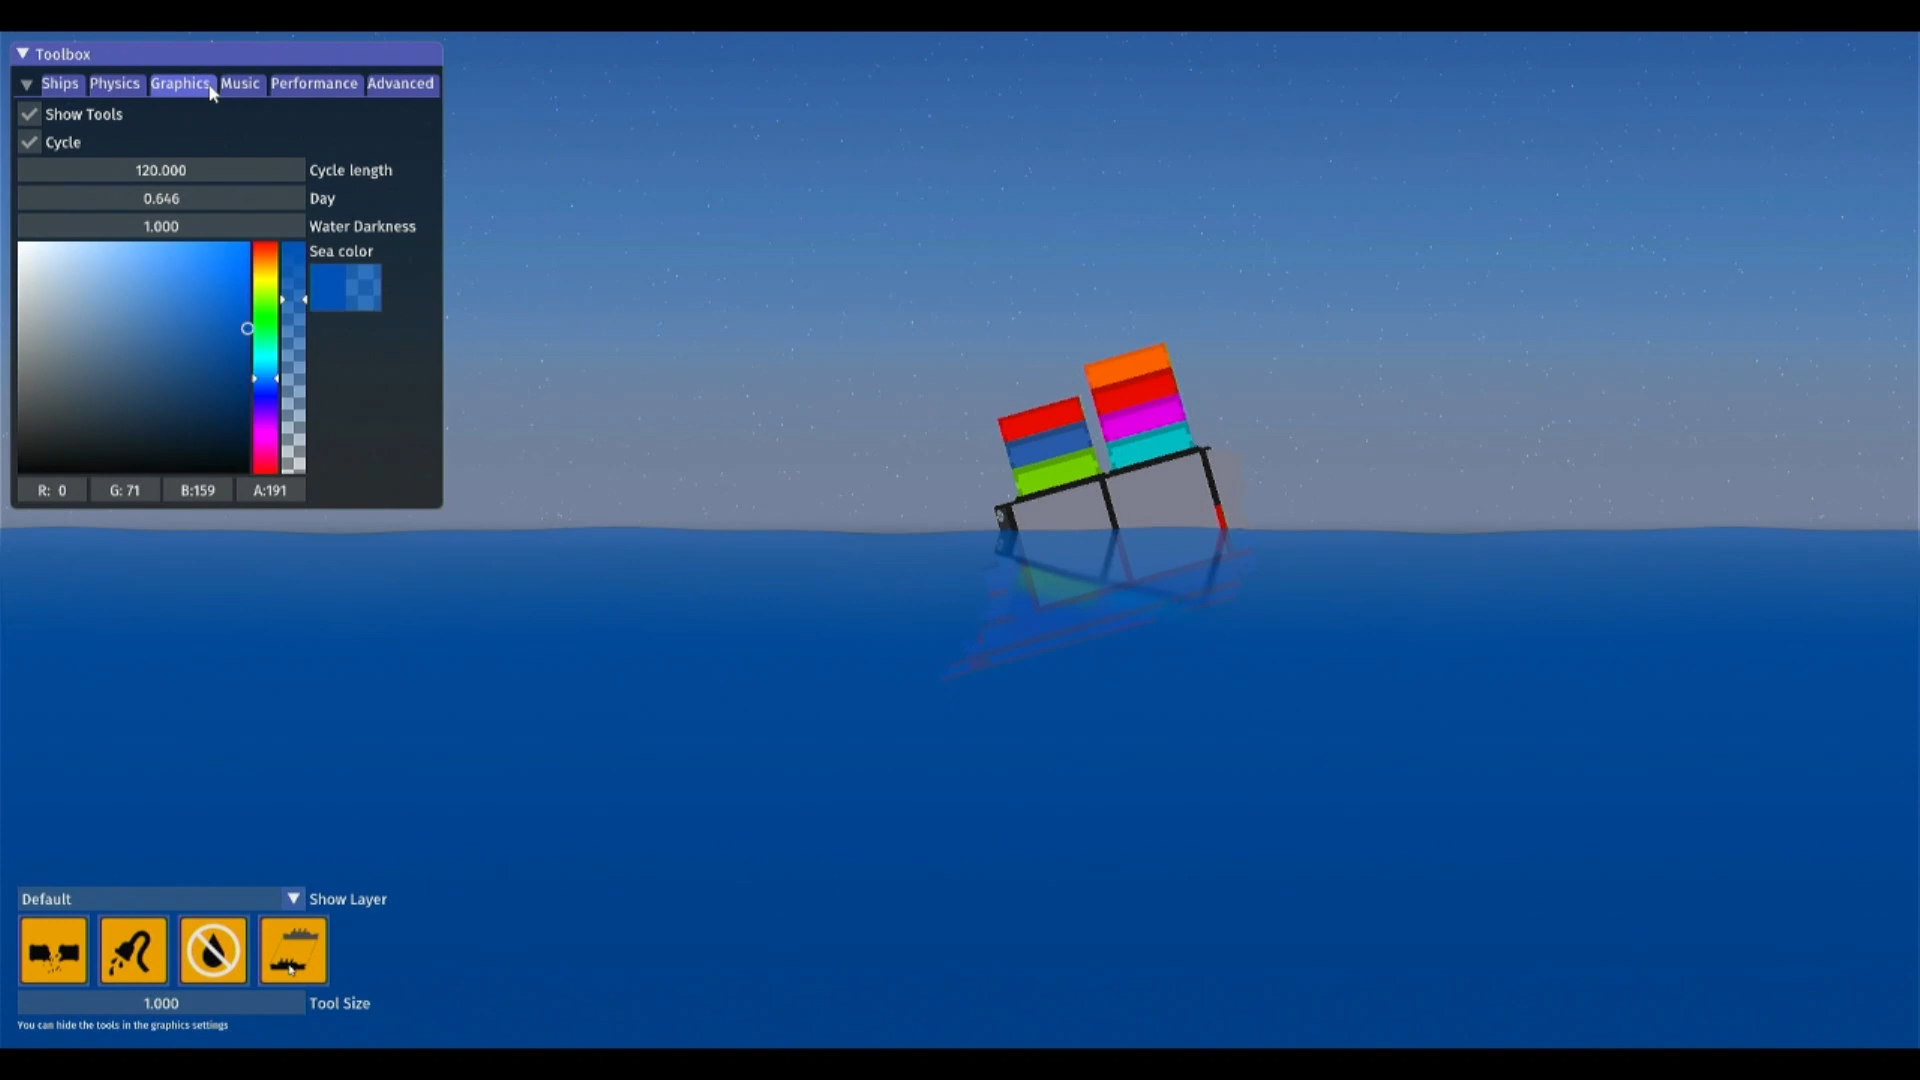 Toolbox
Ships Physics Graphics Music Performance Advanced
Show Tools
Cycle
120.000 Cycle length
0.646 Day
1.000 Water Darkness
Sea color
R: 0 G: 71 B:159 A:191
Default Show Layer
1.000 Tool Size
You can hide the tools in the graphics settings